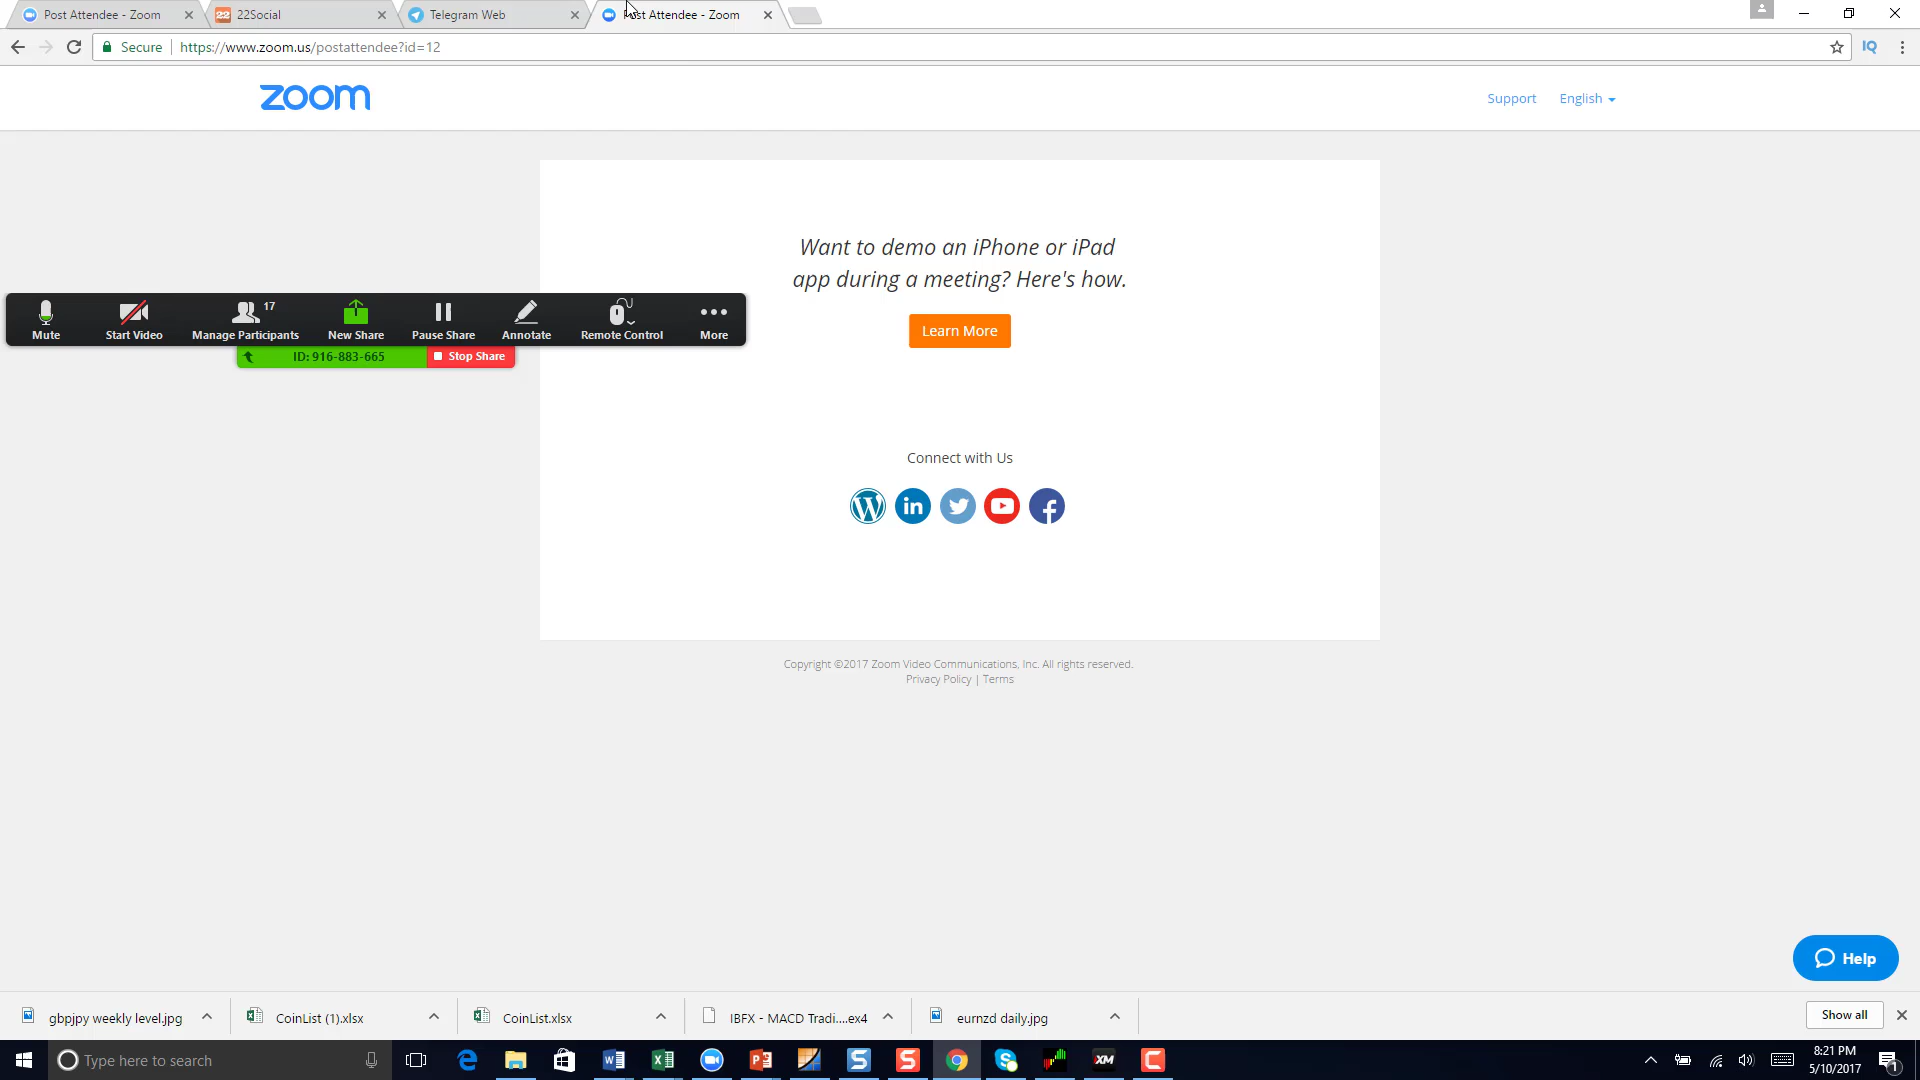 Post Attendee - Zoom
22Social
Telegram Web
st Attendee - Zoom
Secure
https://www.zoom.us/postattendee?id=12
IQ
zoom
Support
English
Want to demo an iPhone or iPad
app during a meeting? Here's how.
Learn More
17
Mute
Start Video
Manage Participants
New Share
Pause Share
Annotate
Remote Control
More
ID: 916-883-665
Stop Share
Connect with Us
Copyright ©2017 Zoom Video Communications, Inc. All rights reserved.
Privacy Policy | Terms
Help
gbpjpy weekly level.jpg
CoinList (1).xlsx
CoinList.xlsx
IBFX - MACD Tradi....ex4
eurnzd daily.jpg
Show all
Type here to search
XM
8:21 PM
5/10/2017
1